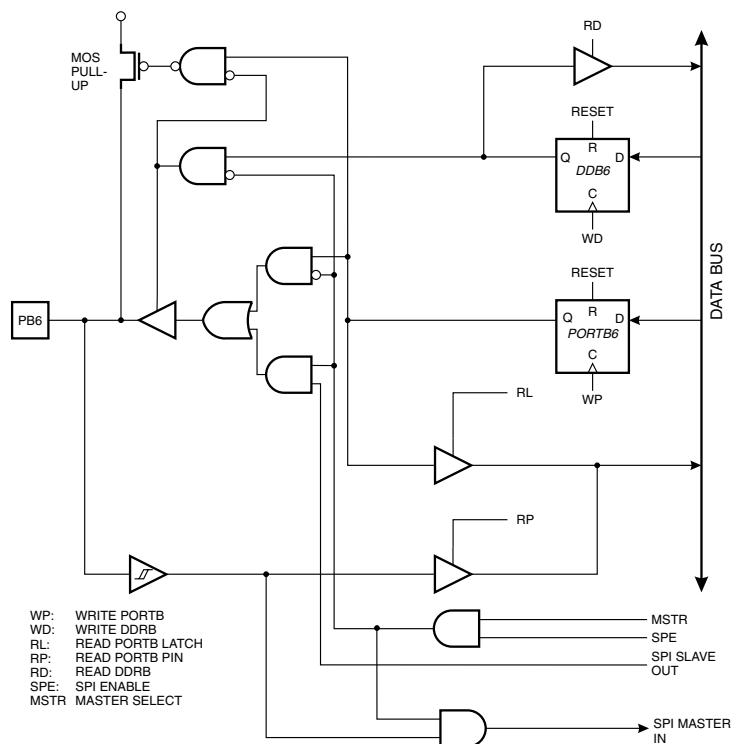 RD
MOS
PULL-
UP
RESET
R
Q
D
DDB6
C
WD
RESET
R
Q
D
PORTB6
C
WP
DATA BUS
PB6
RL
RP
WP: WRITE PORTB
WD: WRITE DDRB
RL: READ PORTB LATCH
RP: READ PORTB PIN
RD: READ DDRB
SPE: SPI ENABLE
MSTR MASTER SELECT
MSTR
SPE
SPI SLAVE
OUT
SPI MASTER
IN